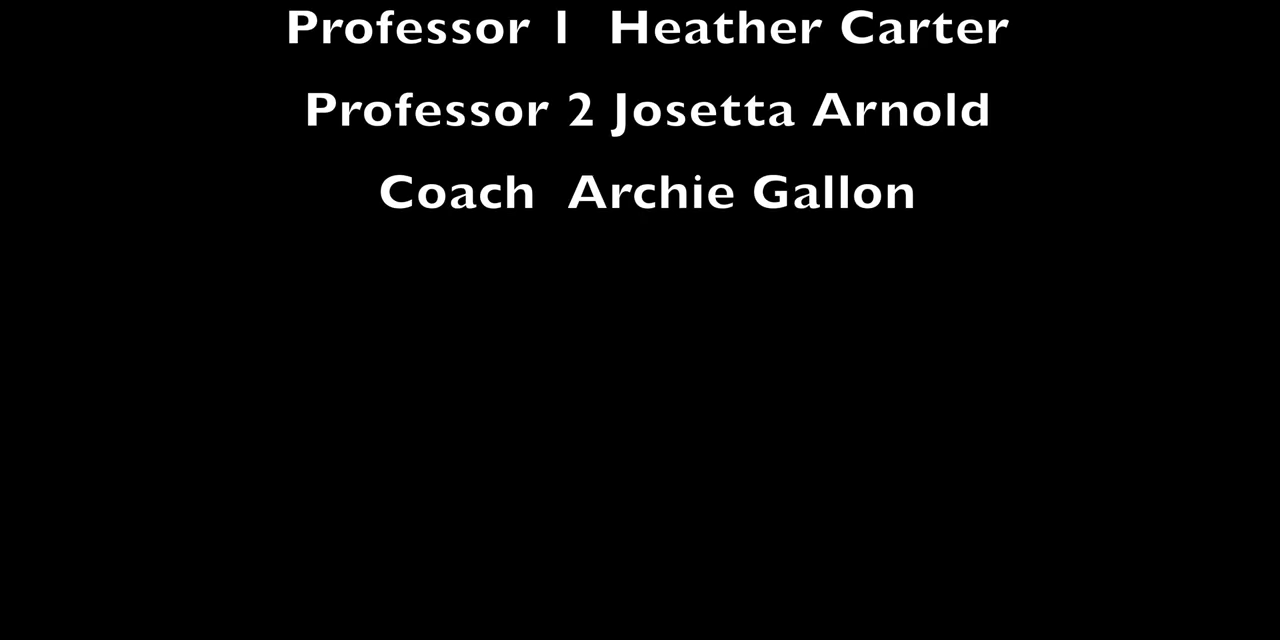 Professor 1  Heather Carter
Professor 2 Josetta Arnold
Coach  Archie Gallon